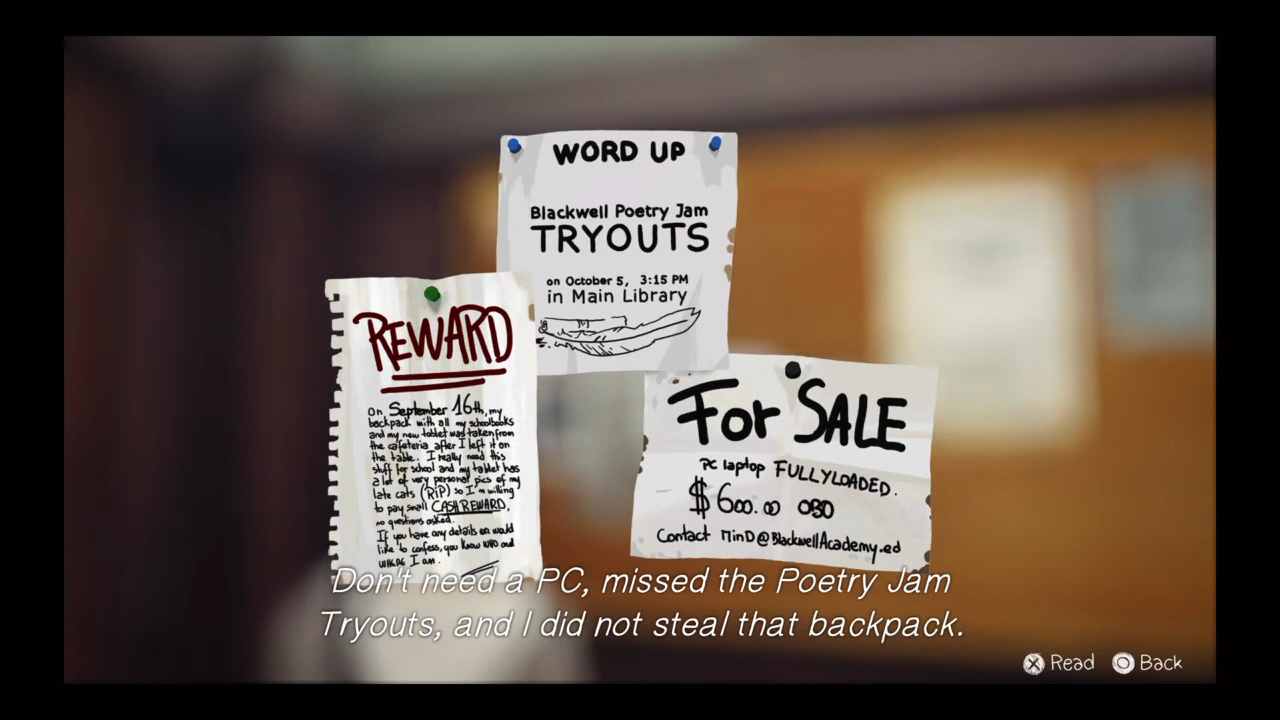 WORD UP
Blackwell Poetry Jam
TRYOUTS
on October 5, 3:15 PM
in Main Library
REWARD
On September 16th, my
backpack with all my schoolbooks
and my new tablet was taken from
the cafeteria after I left it on
the table. I really need this
stuff for school and my tablet has
a lot of very personal pics of my
late cats (RIP) so I'm willing
to pay small CASH REWARD,
no questions asked.
If you have any details or would
like to confess, you know WHO and
WHERE I am.
For SALE
PC laptop FULLYLOADED.
$600.00 OBO
Contact MinD@BlackwellAcademy.ed
Don't need a PC, missed the Poetry Jam
Tryouts, and I did not steal that backpack.
Read Back